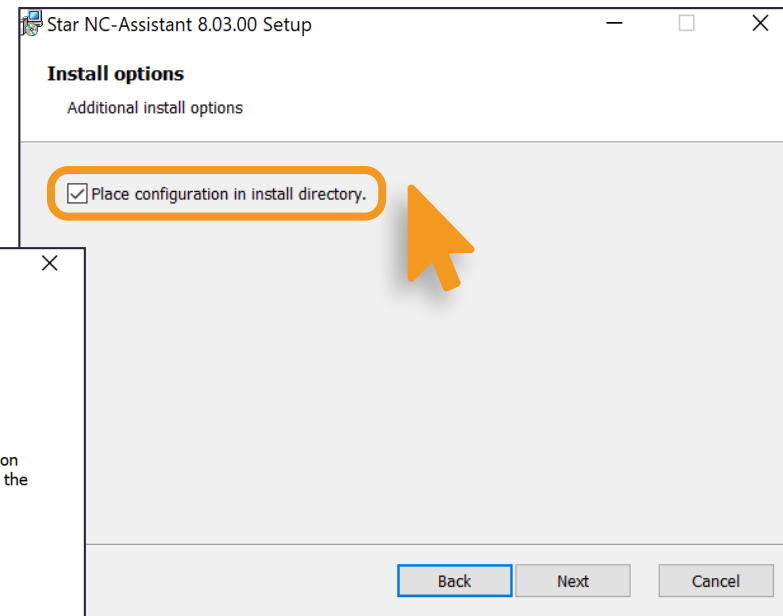 Star NC-Assistant 8.03.00 Setup
Install options
Additional install options
Place configuration in install directory.
on
the
Back Next Cancel